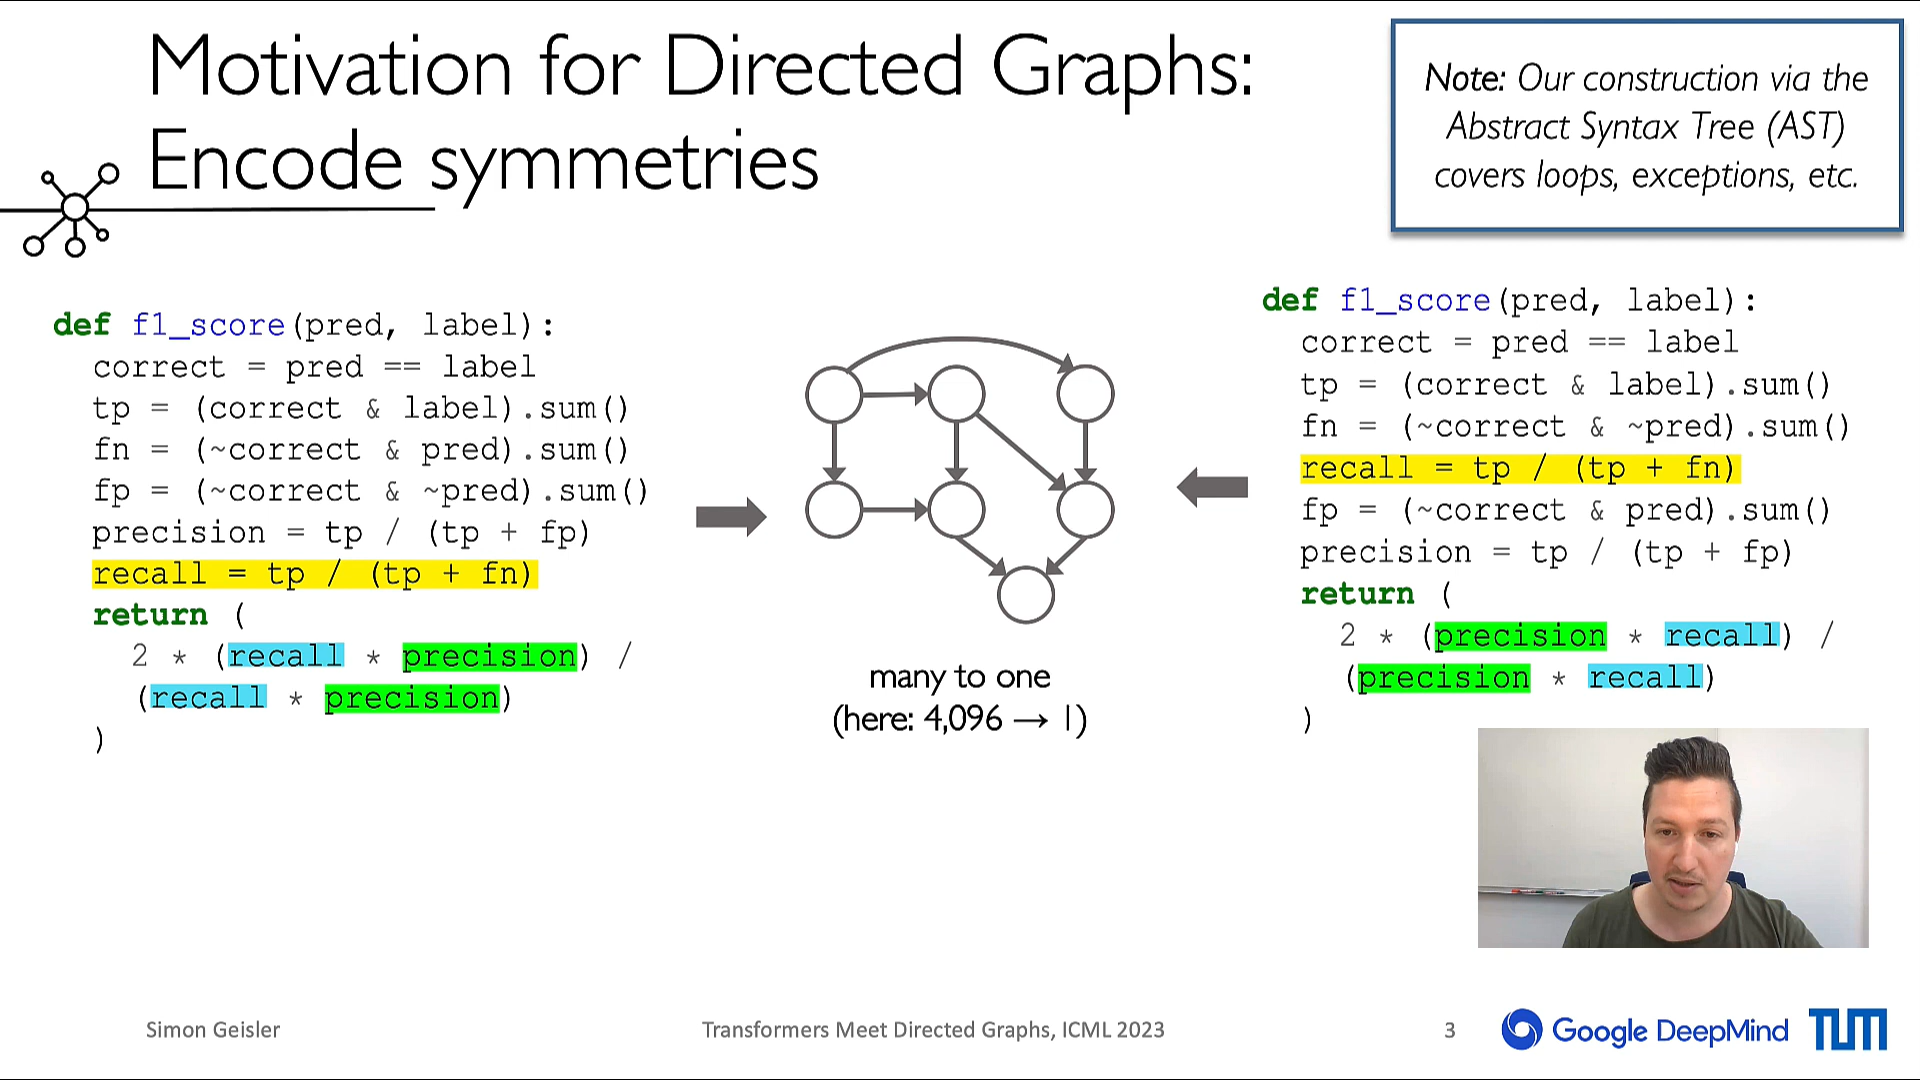 Motivation for Directed Graphs:
Encode symmetries
Note: Our construction via the
Abstract Syntax Tree (AST)
covers loops, exceptions, etc.
def f1_score(pred, label):
correct = pred == label
tp = (correct & label).sum()
fn = (~correct & pred).sum()
fp = (~correct & ~pred).sum()
precision = tp / (tp + fp)
recall = tp / (tp + fn)
return (
2 * (recall * precision) /
(recall * precision)
)
many to one
(here: 4,096 → 1)
def f1_score(pred, label):
correct = pred == label
tp = (correct & label).sum()
fn = (~correct & ~pred).sum()
recall = tp / (tp + fn)
fp = (~correct & pred).sum()
precision = tp / (tp + fp)
return (
2 * (precision * recall) /
(precision * recall)
)
Simon Geisler
Transformers Meet Directed Graphs, ICML 2023
3
Google DeepMind
TUM